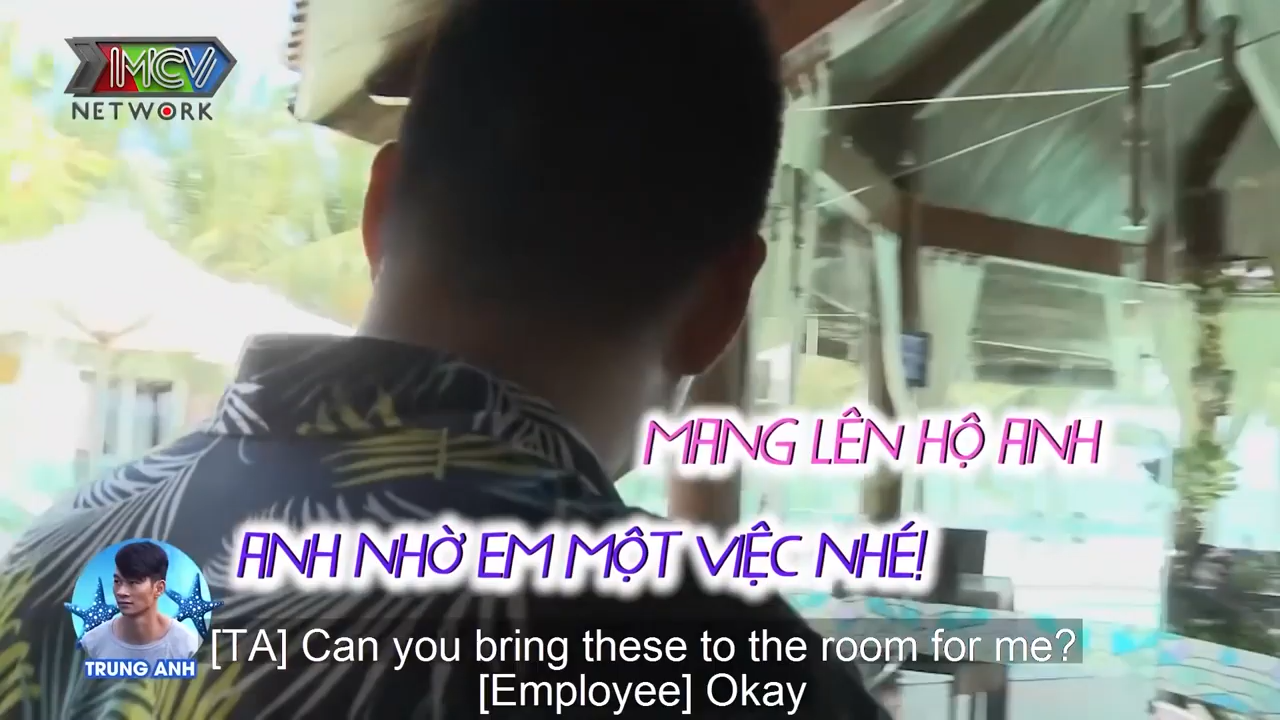 MCV
NETWORK
MANG LÊN HỘ ANH
ANH NHỜ EM MỘT VIỆC NHÉ!
TRUNG ANH
[TA] Can you bring these to the room for me?
[Employee] Okay